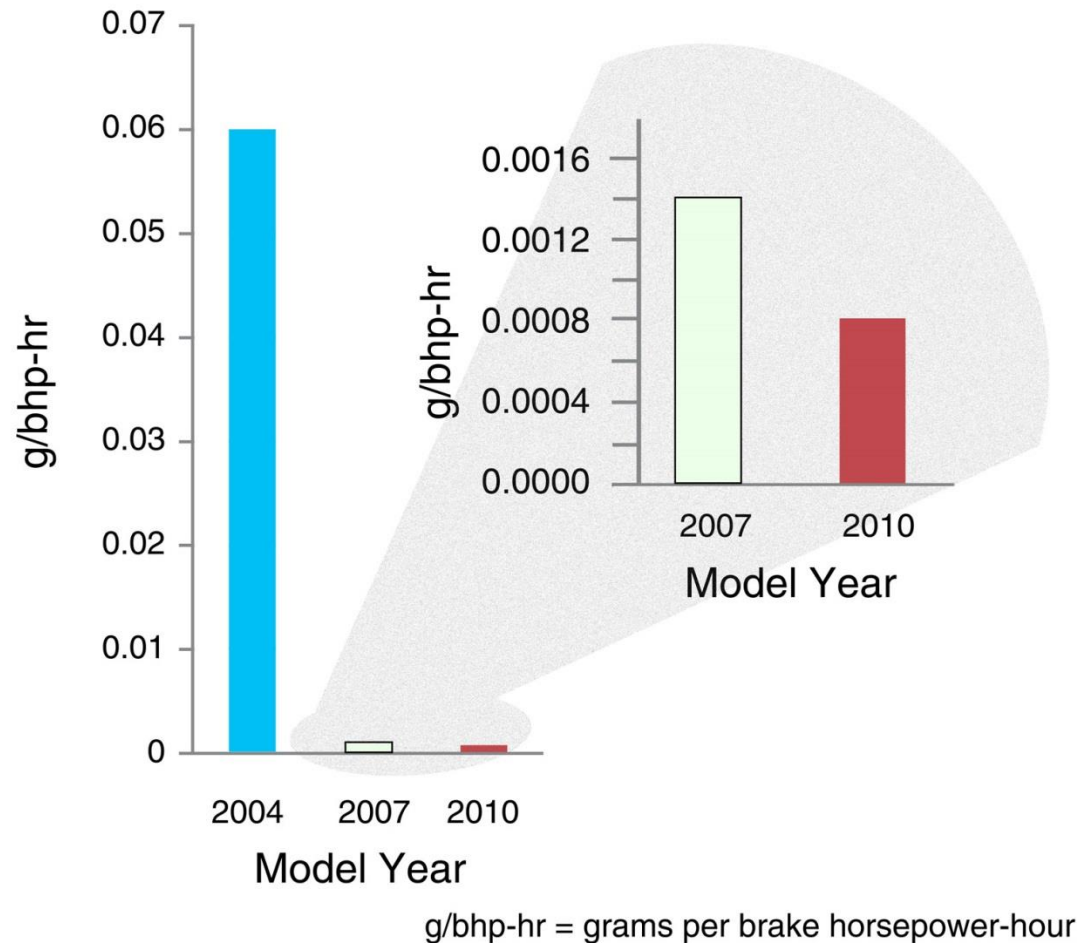 0.07
0.06
0.05
0.04
0.03
0.02
0.01
0
g/bhp-hr
2004 2007 2010
Model Year
0.0016
0.0012
0.0008
0.0004
0.0000
g/bhp-hr
2007 2010
Model Year
g/bhp-hr = grams per brake horsepower-hour